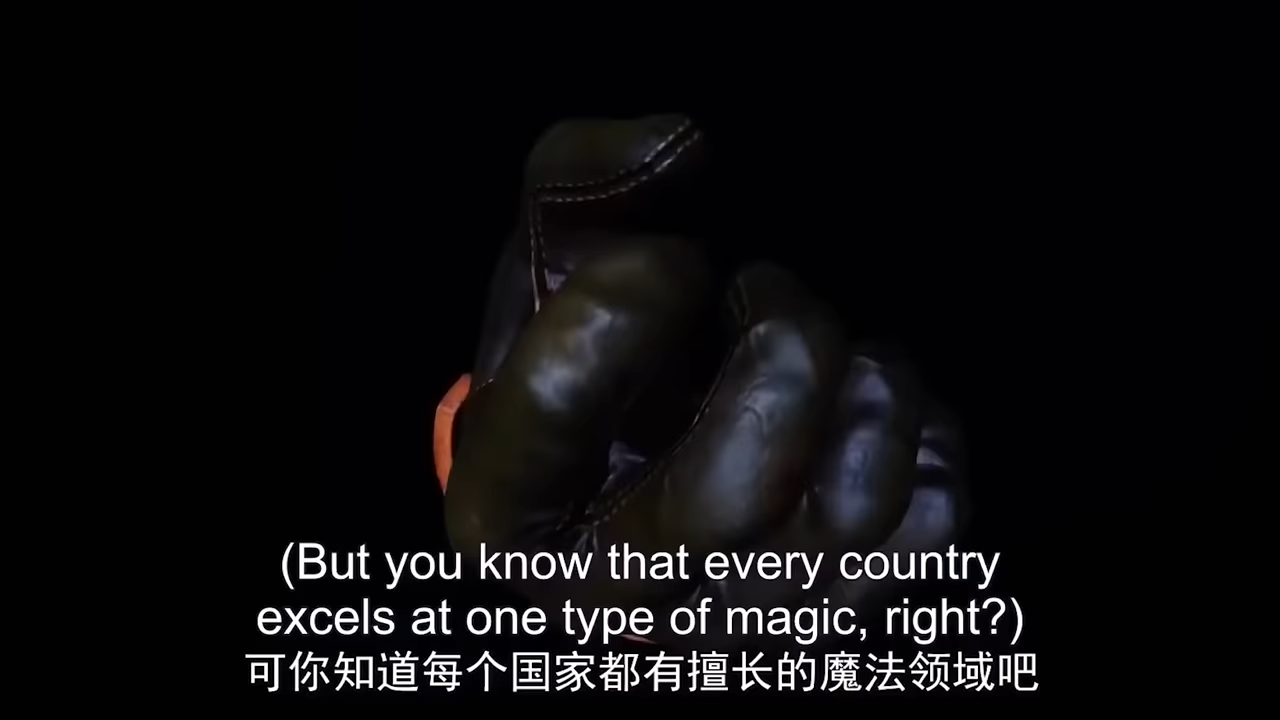 (But you know that every country
excels at one type of magic, right?)
可你知道每个国家都有擅长的魔法领域吧